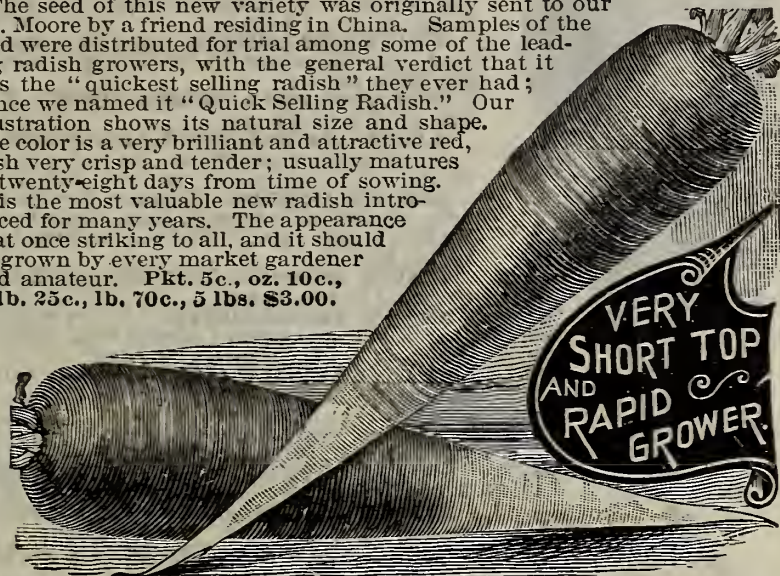 The seed of this new variety was originally sent to our
. Moore by a friend residing in China. Samples of the
d were distributed for trial among some of the lead-
g radish growers, with the general verdict that it
s the "quickest selling radish" they ever had;
nce we named it "Quick Selling Radish." Our
ustration shows its natural size and shape.
e color is a very brilliant and attractive red,
sh very crisp and tender; usually matures
twenty-eight days from time of sowing.
is the most valuable new radish intro-
ced for many years. The appearance
at once striking to all, and it should
grown by every market gardener
d amateur. Pkt. 5c., oz. 10c.,
lb. 25c., lb. 70c., 5 lbs. $3.00.
VERY
SHORT TOP
AND
RAPID
GROWER.